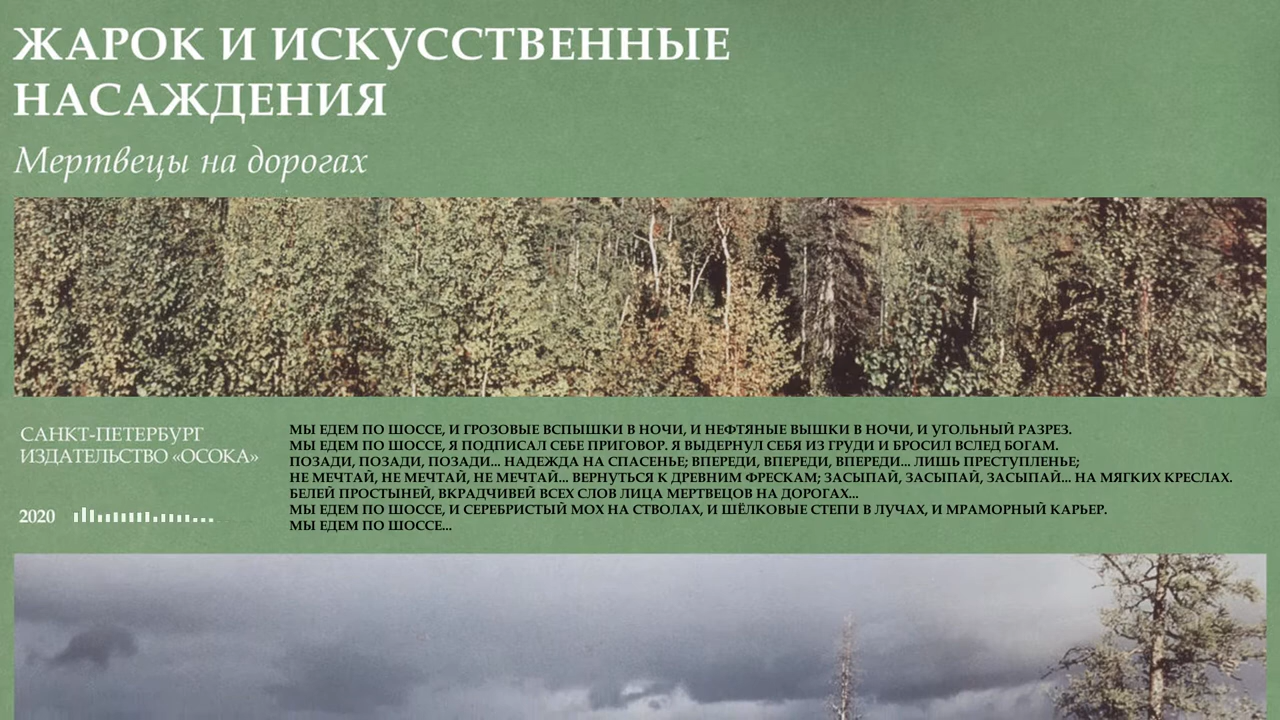 ЖАРОК И ИСКУССТВЕННЫЕ
НАСАЖДЕНИЯ
Мертвецы на дорогах
САНКТ-ПЕТЕРБУРГ
ИЗДАТЕЛЬСТВО «ОСОКА»
2020
МЫ ЕДЕМ ПО ШОССЕ, И ГРОЗОВЫЕ ВСПЫШКИ В НОЧИ, И НЕФТЯНЫЕ ВЫШКИ В НОЧИ, И УГОЛЬНЫЙ РАЗРЕЗ.
МЫ ЕДЕМ ПО ШОССЕ, Я ПОДПИСАЛ СЕБЕ ПРИГОВОР. Я ВЫДЕРНУЛ СЕБЯ ИЗ ГРУДИ И БРОСИЛ ВСЛЕД БОГАМ.
ПОЗАДИ, ПОЗАДИ, ПОЗАДИ... НАДЕЖДА НА СПАСЕНЬЕ; ВПЕРЕДИ, ВПЕРЕДИ, ВПЕРЕДИ... ЛИШЬ ПРЕСТУПЛЕНЬЕ;
НЕ МЕЧТАЙ, НЕ МЕЧТАЙ, НЕ МЕЧТАЙ... ВЕРНУТЬСЯ К ДРЕВНИМ ФРЕСКАМ; ЗАСЫПАЙ, ЗАСЫПАЙ, ЗАСЫПАЙ... НА МЯГКИХ КРЕСЛАХ.
БЕЛЕЙ ПРОСТЫНЕЙ, ВКРАДЧИВЕЙ ВСЕХ СЛОВ ЛИЦА МЕРТВЕЦОВ НА ДОРОГАХ...
МЫ ЕДЕМ ПО ШОССЕ, И СЕРЕБРИСТЫЙ МОХ НА СТВОЛАХ, И ШЁЛКОВЫЕ СТЕПИ В ЛУЧАХ, И МРАМОРНЫЙ КАРЬЕР.
МЫ ЕДЕМ ПО ШОССЕ...